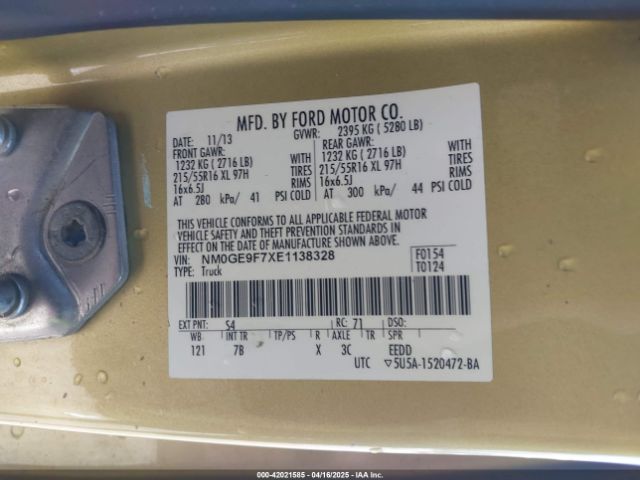 MFD. BY FORD MOTOR CO.
DATE: 11/13 GVWR: 2395 KG ( 5280 LB)
FRONT GAWR: REAR GAWR:
1232 KG ( 2716 LB) WITH 1232 KG ( 2716 LB) WITH
215/55R16 XL 97H TIRES 215/55R16 XL 97H TIRES
16x6.5J RIMS 16x6.5J RIMS
AT 280 kPa/ 41 PSI COLD AT 300 kPa/ 44 PSI COLD
THIS VEHICLE CONFORMS TO ALL APPLICABLE FEDERAL MOTOR
VEHICLE SAFETY AND THEFT PREVENTION STANDARDS IN
EFFECT ON THE DATE OF MANUFACTURE SHOWN ABOVE.
VIN: NM0GE9F7XE1138328 F0154
TYPE: Truck T0124
EXT PNT: S4 RC: 71 DSO:
WB INT TR TP/PS R AXLE TR SPR
121 7B X 3C EEDD
UTC ▽5U5A-1520472-BA
000-42021585 - 04/16/2025 - IAA Inc.